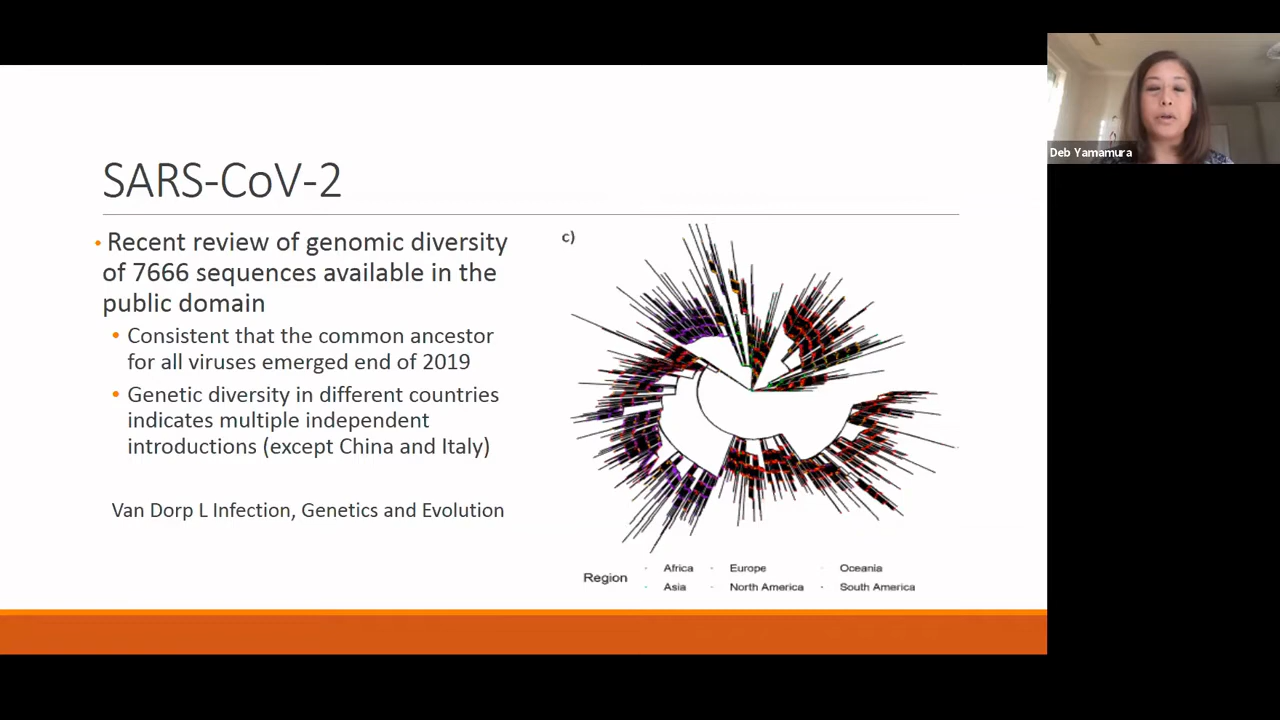 SARS-CoV-2
• Recent review of genomic diversity
of 7666 sequences available in the
public domain
• Consistent that the common ancestor
for all viruses emerged end of 2019
• Genetic diversity in different countries
indicates multiple independent
introductions (except China and Italy)
Van Dorp L Infection, Genetics and Evolution
c)
Region
Africa Europe Oceania
Asia North America South America
Deb Yamamura